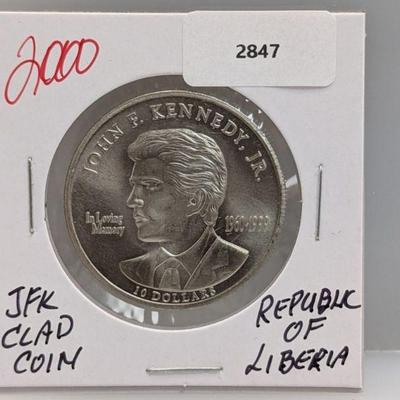 2000
2847
JOHN F. KENNEDY, JR.
In Loving
Memory
1960-1999
10 DOLLARS
JFK
CLAD
COIN
REPUBLIC
OF
LIBERIA